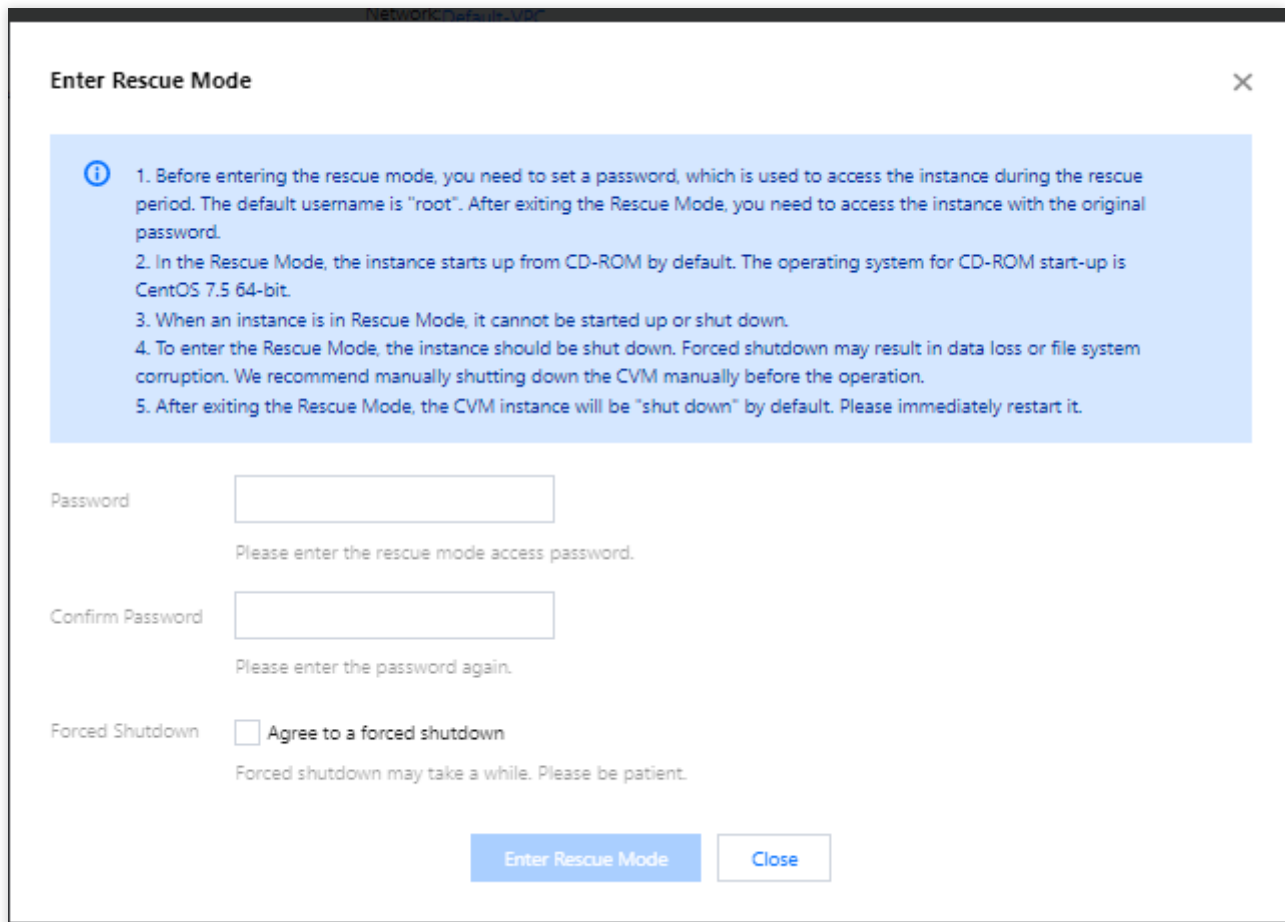 Network:Default-VPC
Enter Rescue Mode
1. Before entering the rescue mode, you need to set a password, which is used to access the instance during the rescue
period. The default username is "root". After exiting the Rescue Mode, you need to access the instance with the original
password.
2. In the Rescue Mode, the instance starts up from CD-ROM by default. The operating system for CD-ROM start-up is
CentOS 7.5 64-bit.
3. When an instance is in Rescue Mode, it cannot be started up or shut down.
4. To enter the Rescue Mode, the instance should be shut down. Forced shutdown may result in data loss or file system
corruption. We recommend manually shutting down the CVM manually before the operation.
5. After exiting the Rescue Mode, the CVM instance will be "shut down" by default. Please immediately restart it.
Password
Please enter the rescue mode access password.
Confirm Password
Please enter the password again.
Forced Shutdown Agree to a forced shutdown
Forced shutdown may take a while. Please be patient.
Enter Rescue Mode Close